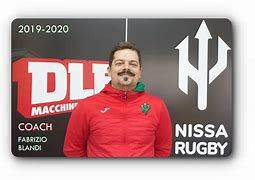 2019-2020
DLF
MACCHINE
COACH
FABRIZIO
BLANDI
NISSA
RUGBY